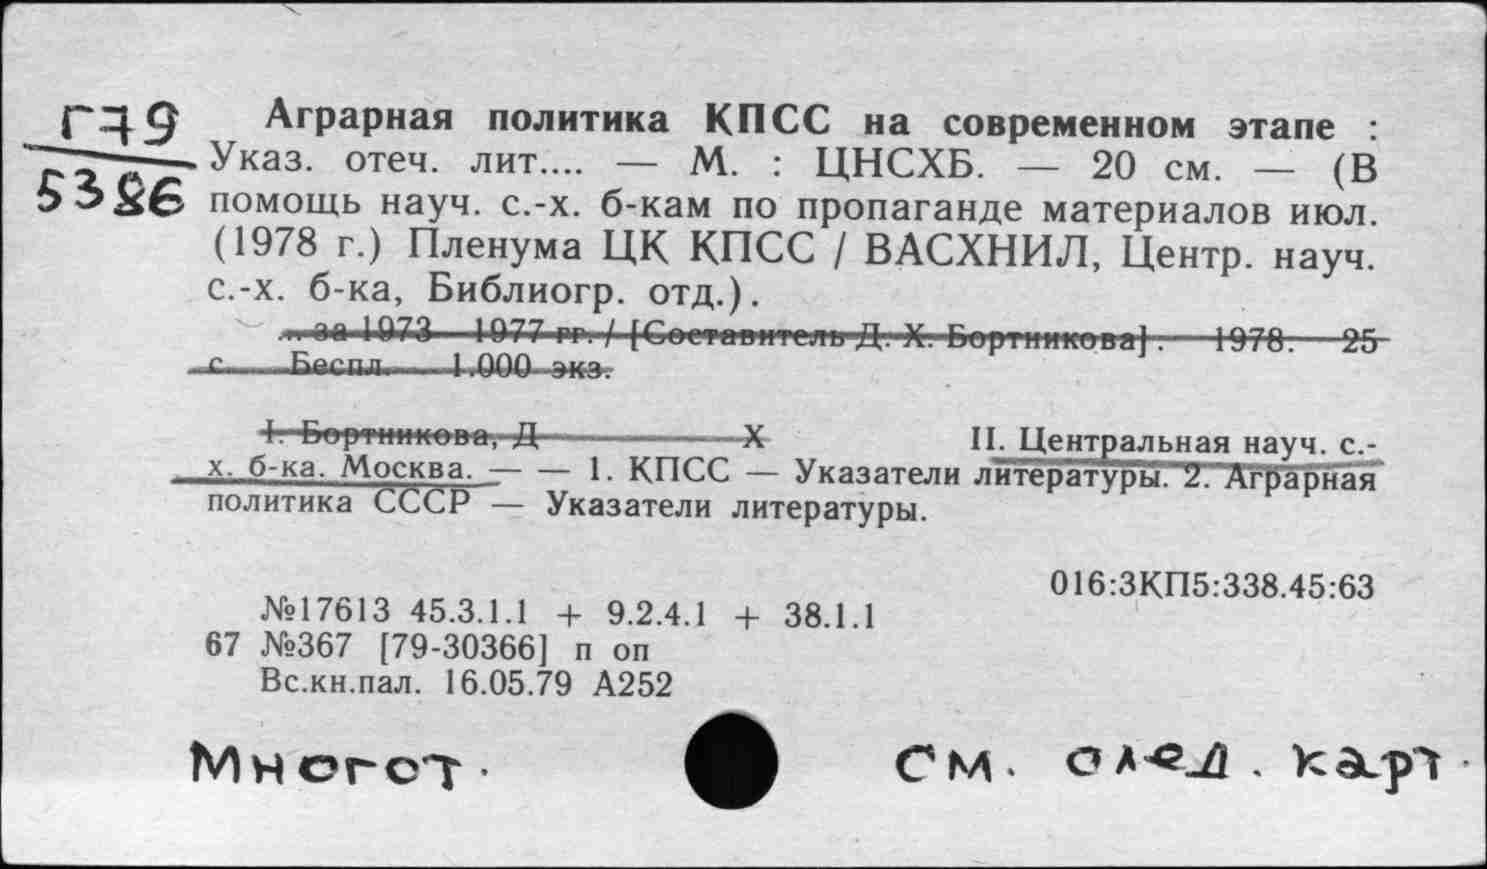 Г79
5386
Аграрная политика КПСС на современном этапе :
Указ. отеч. лит.... — М. : ЦНСХБ. — 20 см. — (В
помощь науч. с.-х. б-кам по пропаганде материалов июл.
(1978 г.) Пленума ЦК КПСС / ВАСХНИЛ, Центр. науч.
с.-х. б-ка, Библиогр. отд.).
... за 1973—1977 гг. / [Составитель Д. Х. Бортникова]. — 1978. — 25
с. — Беспл. — 1.000 экз.
I. Бортникова, Д Х II. Центральная науч. с.-
х. б-ка. Москва. — — 1. КПСС — Указатели литературы. 2. Аграрная
политика СССР — Указатели литературы.
016:3КП5:338.45:63
№17613 45.3.1.1 + 9.2.4.1 + 38.1.1
67 №367 [79-30366] п оп
Вс.кн.пал. 16.05.79 А252
Многот. См. след. карт.